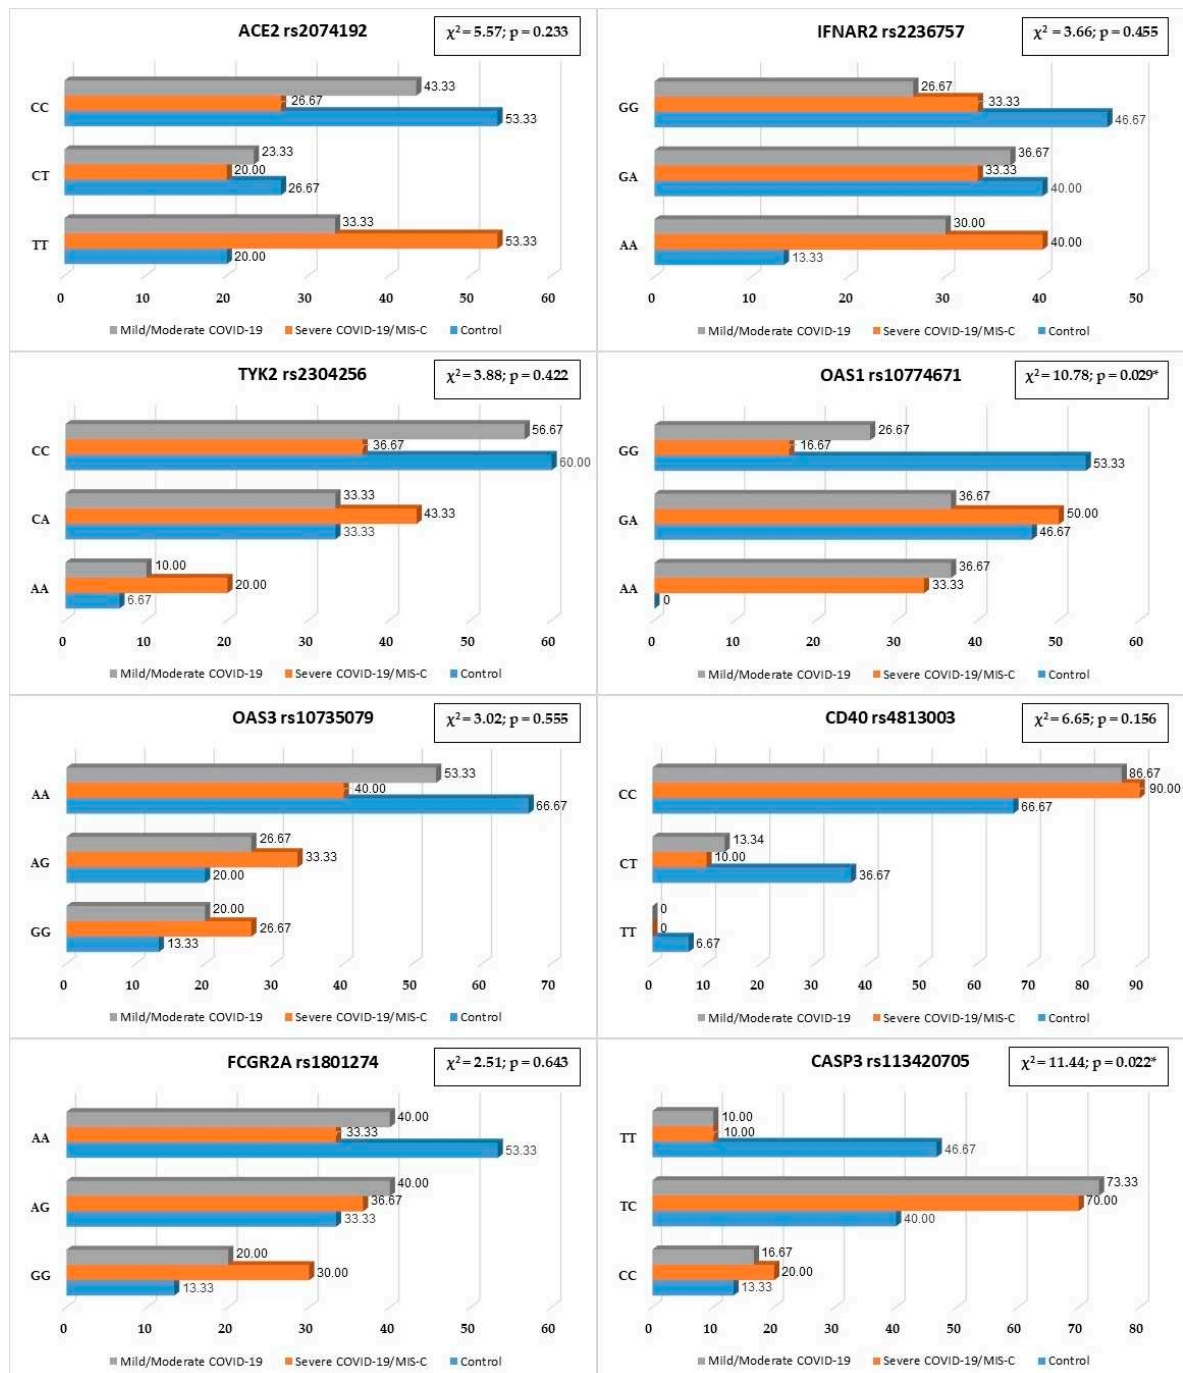 ACE2 rs2074192
χ² = 5.57; p = 0.233
CC
43.33
26.67
53.33
CT
23.33
20.00
26.67
TT
33.33
53.33
20.00
0 10 20 30 40 50 60
Mild/Moderate COVID-19 Severe COVID-19/MIS-C Control
IFNAR2 rs2236757
χ² = 3.66; p = 0.455
GG
26.67
33.33
46.67
GA
36.67
33.33
40.00
AA
30.00
40.00
13.33
0 10 20 30 40 50
Mild/Moderate COVID-19 Severe COVID-19/MIS-C Control
TYK2 rs2304256
χ² = 3.88; p = 0.422
CC
56.67
36.67
60.00
CA
33.33
43.33
33.33
AA
10.00
20.00
6.67
0 10 20 30 40 50 60
Mild/Moderate COVID-19 Severe COVID-19/MIS-C Control
OAS1 rs10774671
χ² = 10.78; p = 0.029*
GG
26.67
16.67
53.33
GA
36.67
50.00
46.67
AA
36.67
33.33
0
0 10 20 30 40 50 60
Mild/Moderate COVID-19 Severe COVID-19/MIS-C Control
OAS3 rs10735079
χ² = 3.02; p = 0.555
AA
53.33
40.00
66.67
AG
26.67
33.33
20.00
GG
20.00
26.67
13.33
0 10 20 30 40 50 60 70
Mild/Moderate COVID-19 Severe COVID-19/MIS-C Control
CD40 rs4813003
χ² = 6.65; p = 0.156
CC
86.67
90.00
66.67
CT
13.34
10.00
36.67
TT
0
0
6.67
0 10 20 30 40 50 60 70 80 90
Mild/Moderate COVID-19 Severe COVID-19/MIS-C Control
FCGR2A rs1801274
χ² = 2.51; p = 0.643
AA
40.00
33.33
53.33
AG
40.00
36.67
33.33
GG
20.00
30.00
13.33
0 10 20 30 40 50 60
Mild/Moderate COVID-19 Severe COVID-19/MIS-C Control
CASP3 rs113420705
χ² = 11.44; p = 0.022*
TT
10.00
10.00
46.67
TC
73.33
70.00
40.00
CC
16.67
20.00
13.33
0 10 20 30 40 50 60 70 80
Mild/Moderate COVID-19 Severe COVID-19/MIS-C Control